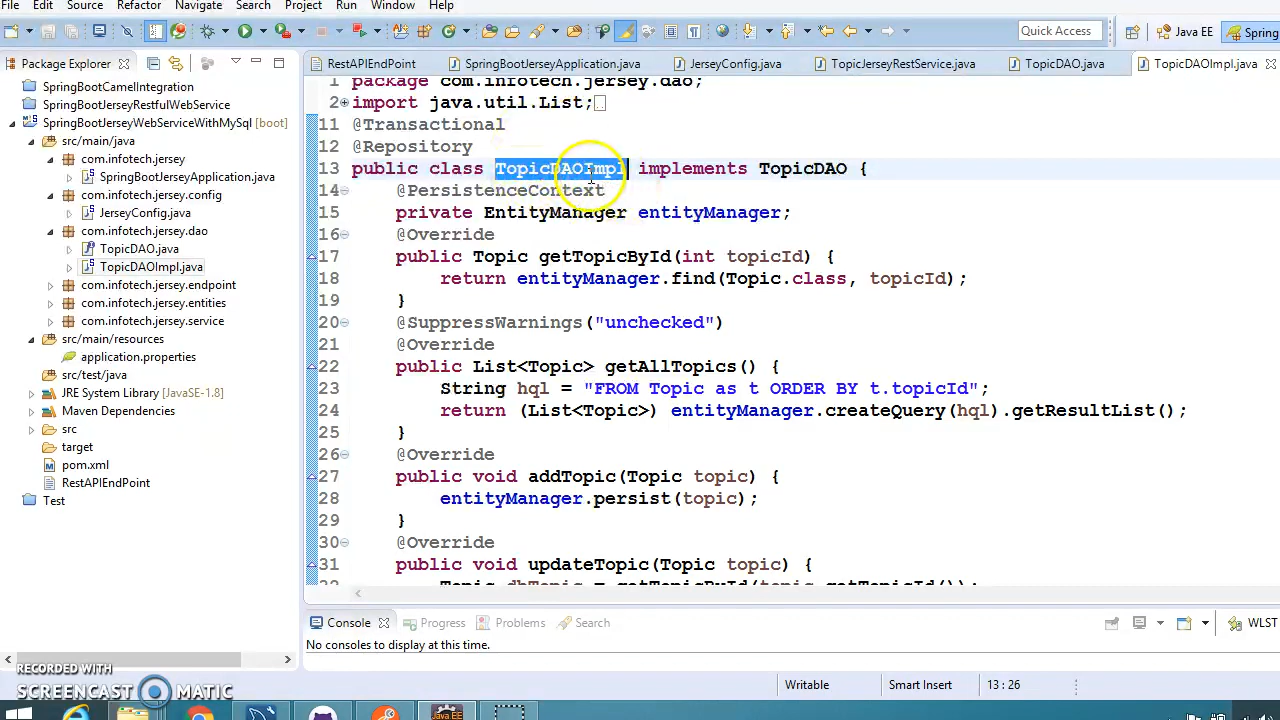 File Edit Source Refactor Navigate Search Project Run Window Help
Quick Access Java EE Spring
Package Explorer RestAPIEndPoint SpringBootJerseyApplication.java JerseyConfig.java TopicJerseyRestService.java TopicDAO.java TopicDAOImpl.java
SpringBootCamelIntegration
SpringBootJerseyRestfulWebService
SpringBootJerseyWebServiceWithMySql [boot]
src/main/java
com.infotech.jersey
SpringBootJerseyApplication.java
com.infotech.jersey.config
JerseyConfig.java
com.infotech.jersey.dao
TopicDAO.java
TopicDAOImpl.java
com.infotech.jersey.endpoint
com.infotech.jersey.entities
com.infotech.jersey.service
src/main/resources
application.properties
src/test/java
JRE System Library [JavaSE-1.8]
Maven Dependencies
src
target
pom.xml
RestAPIEndPoint
Test
1 package com.infotech.jersey.dao;
2 import java.util.List;
11 @Transactional
12 @Repository
13 public class TopicDAOImpl implements TopicDAO {
14 @PersistenceContext
15 private EntityManager entityManager;
16 @Override
17 public Topic getTopicById(int topicId) {
18 return entityManager.find(Topic.class, topicId);
19 }
20 @SuppressWarnings("unchecked")
21 @Override
22 public List<Topic> getAllTopics() {
23 String hql = "FROM Topic as t ORDER BY t.topicId";
24 return (List<Topic>) entityManager.createQuery(hql).getResultList();
25 }
26 @Override
27 public void addTopic(Topic topic) {
28 entityManager.persist(topic);
29 }
30 @Override
31 public void updateTopic(Topic topic) {
32 Topic dbTopic = getTopicById(topic.getTopicId());
Console Progress Problems Search WLST
No consoles to display at this time.
RECORDED WITH
SCREENCAST MATIC
Writable Smart Insert 13 : 26
Java EE